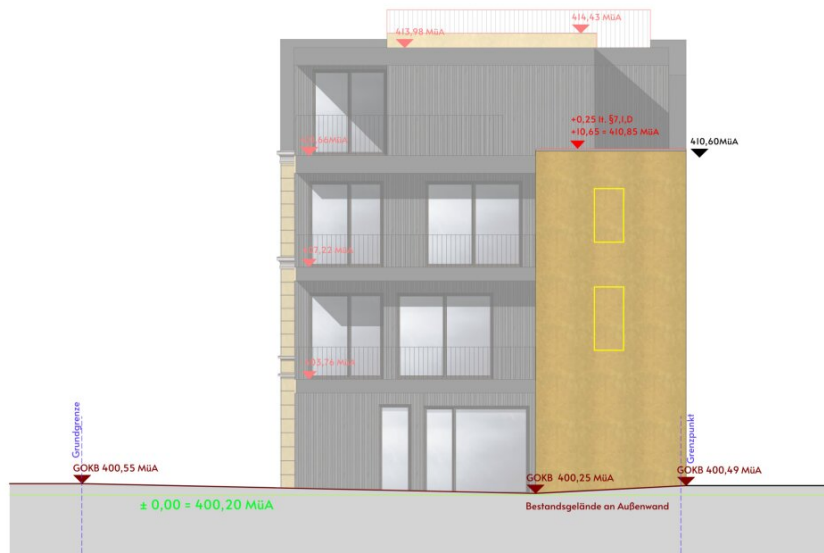 414,43 MüA
413,98 MüA
+0,25 lt. §7,1,D
+10,65 = 410,85 MüA
410,60MüA
MüA
MüA
403,76 MüA
Grundgrenze
Grenzpunkt
GOKB 400,55 MüA
GOKB 400,25 MüA
GOKB 400,49 MüA
± 0,00 = 400,20 MüA
Bestandsgelände an Außenwand